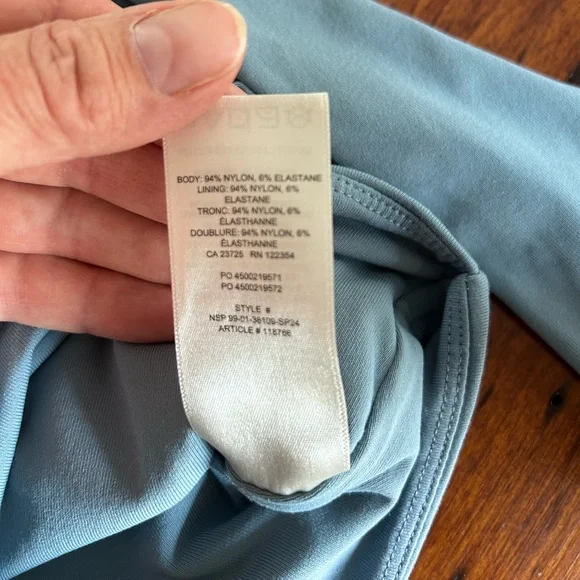 BODY: 94% NYLON, 6% ELASTANE
LINING: 94% NYLON, 6%
ELASTANE
TRONC: 94% NYLON, 6%
ÉLASTHANNE
DOUBLURE: 94% NYLON, 6%
ÉLASTHANNE
CA 23725 RN 122354
PO 4500219571
PO 4500219572
STYLE #
NSP 99-01-38109-SP24
ARTICLE # 118766